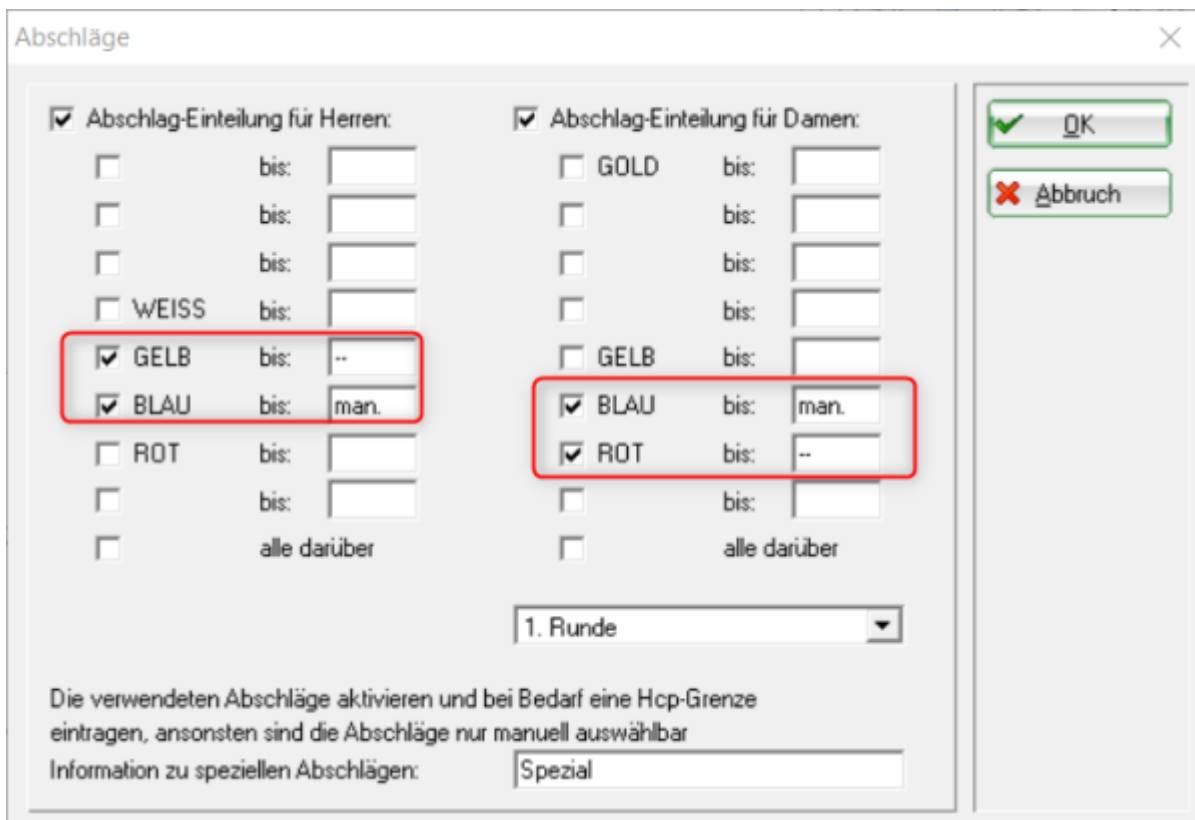 Abschläge
Abschlag-Einteilung für Herren: Abschlag-Einteilung für Damen:
OK
bis: GOLD bis:
Abbruch
bis: bis:
bis: bis:
WEISS bis: bis:
GELB bis: -- GELB bis:
BLAU bis: man. BLAU bis: man.
ROT bis: ROT bis: --
bis: bis:
alle darüber alle darüber
1. Runde
Die verwendeten Abschläge aktivieren und bei Bedarf eine Hcp-Grenze
eintragen, ansonsten sind die Abschläge nur manuell auswählbar
Information zu speziellen Abschlägen: Spezial